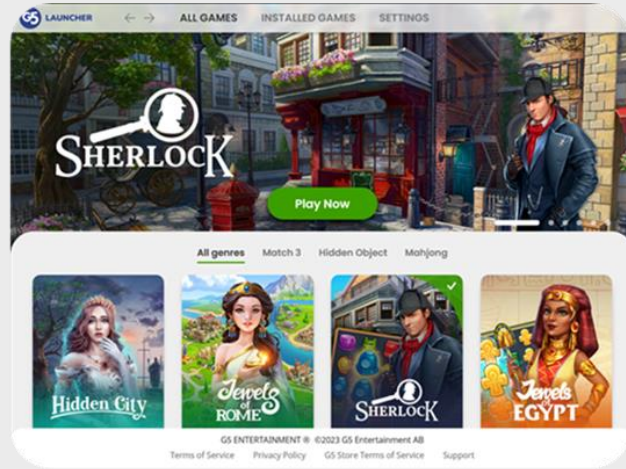 G5 LAUNCHER ← → ALL GAMES INSTALLED GAMES SETTINGS
SHERLOCK
Play Now
All genres Match 3 Hidden Object Mahjong
Hidden City
Jewels of ROME
SHERLOCK
Jewels of EGYPT
G5 ENTERTAINMENT ® ©2023 G5 Entertainment AB
Terms of Service Privacy Policy G5 Store Terms of Service Support